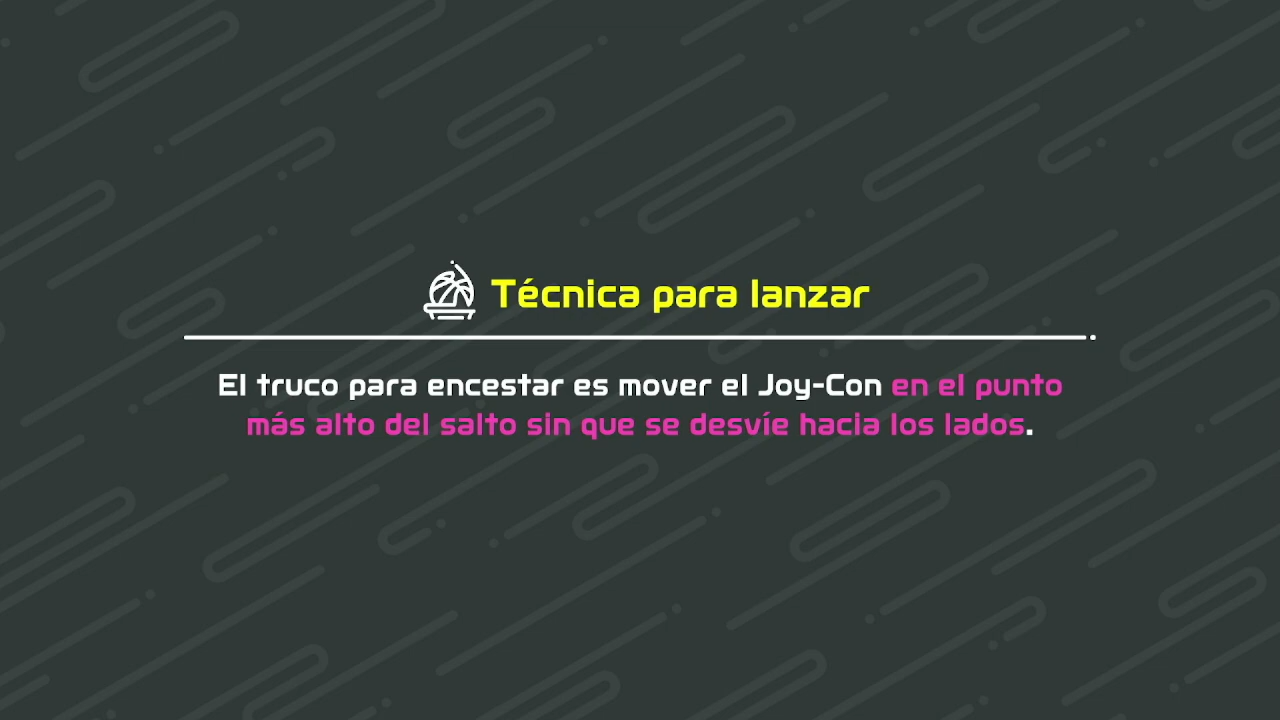 Técnica para lanzar
El truco para encestar es mover el Joy-Con en el punto
más alto del salto sin que se desvíe hacia los lados.